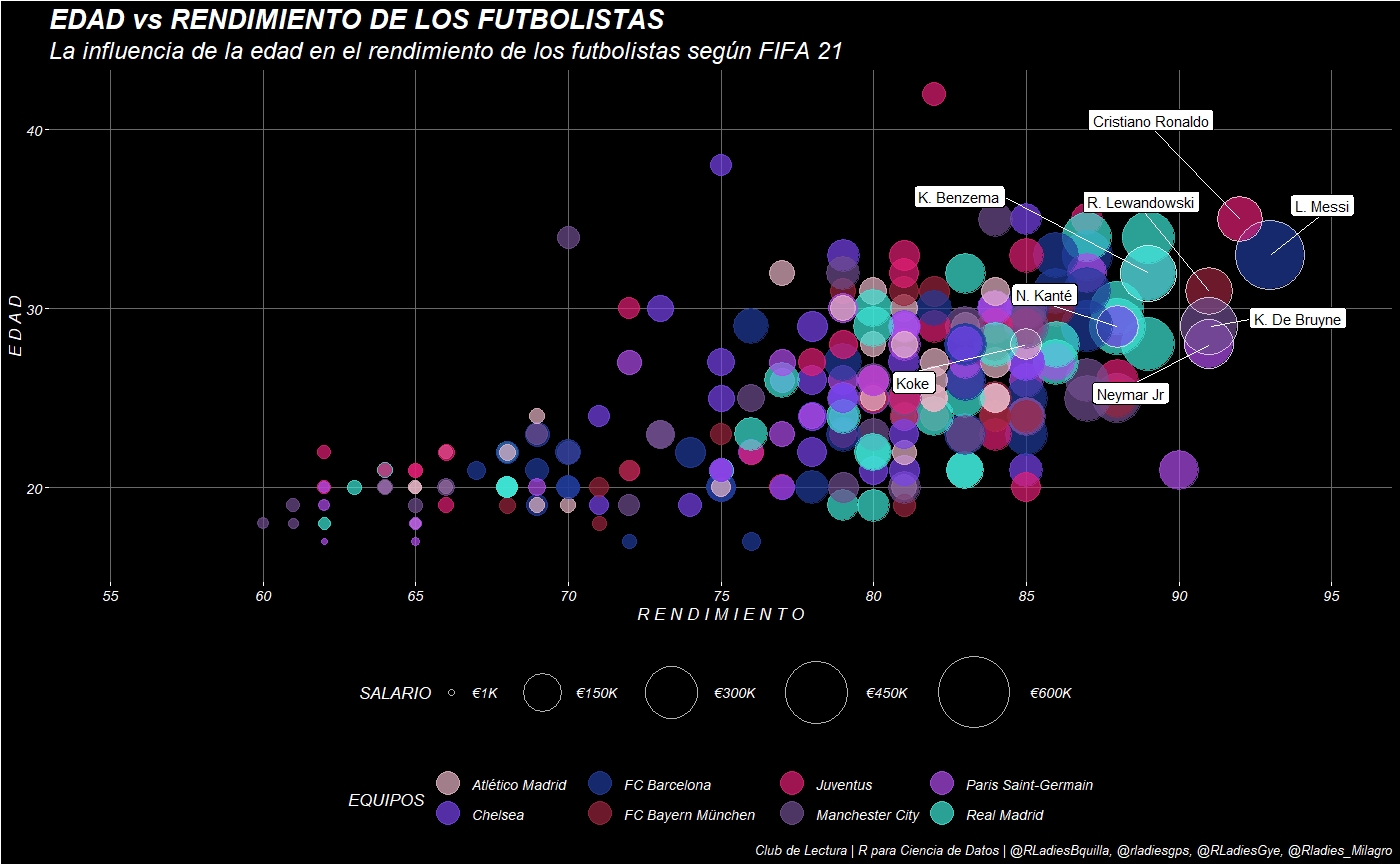 EDAD vs RENDIMIENTO DE LOS FUTBOLISTAS
La influencia de la edad en el rendimiento de los futbolistas según FIFA 21
EDAD
40
30
20
Cristiano Ronaldo
K. Benzema
R. Lewandowski
L. Messi
N. Kanté
K. De Bruyne
Koke
Neymar Jr
55 60 65 70 75 80 85 90 95
RENDIMIENTO
SALARIO €1K €150K €300K €450K €600K
EQUIPOS
Atlético Madrid FC Barcelona Juventus Paris Saint-Germain
Chelsea FC Bayern München Manchester City Real Madrid
Club de Lectura | R para Ciencia de Datos | @RLadiesBquilla, @rladiesgps, @RLadiesGye, @Rladies_Milagro